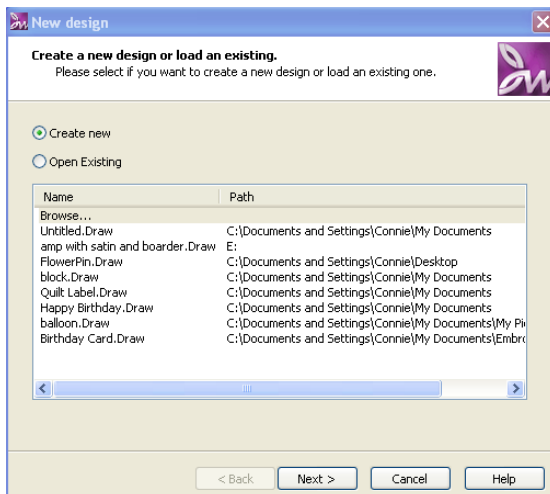 New design
Create a new design or load an existing.
Please select if you want to create a new design or load an existing one.
Create new
Open Existing
Name Path
Browse...
Untitled.Draw C:\Documents and Settings\Connie\My Documents
amp with satin and boarder.Draw E:
FlowerPin.Draw C:\Documents and Settings\Connie\Desktop
block.Draw C:\Documents and Settings\Connie\My Documents
Quilt Label.Draw C:\Documents and Settings\Connie\My Documents
Happy Birthday.Draw C:\Documents and Settings\Connie\My Documents
balloon.Draw C:\Documents and Settings\Connie\My Documents\My Pi
Birthday Card.Draw C:\Documents and Settings\Connie\My Documents\Embro
< Back Next > Cancel Help